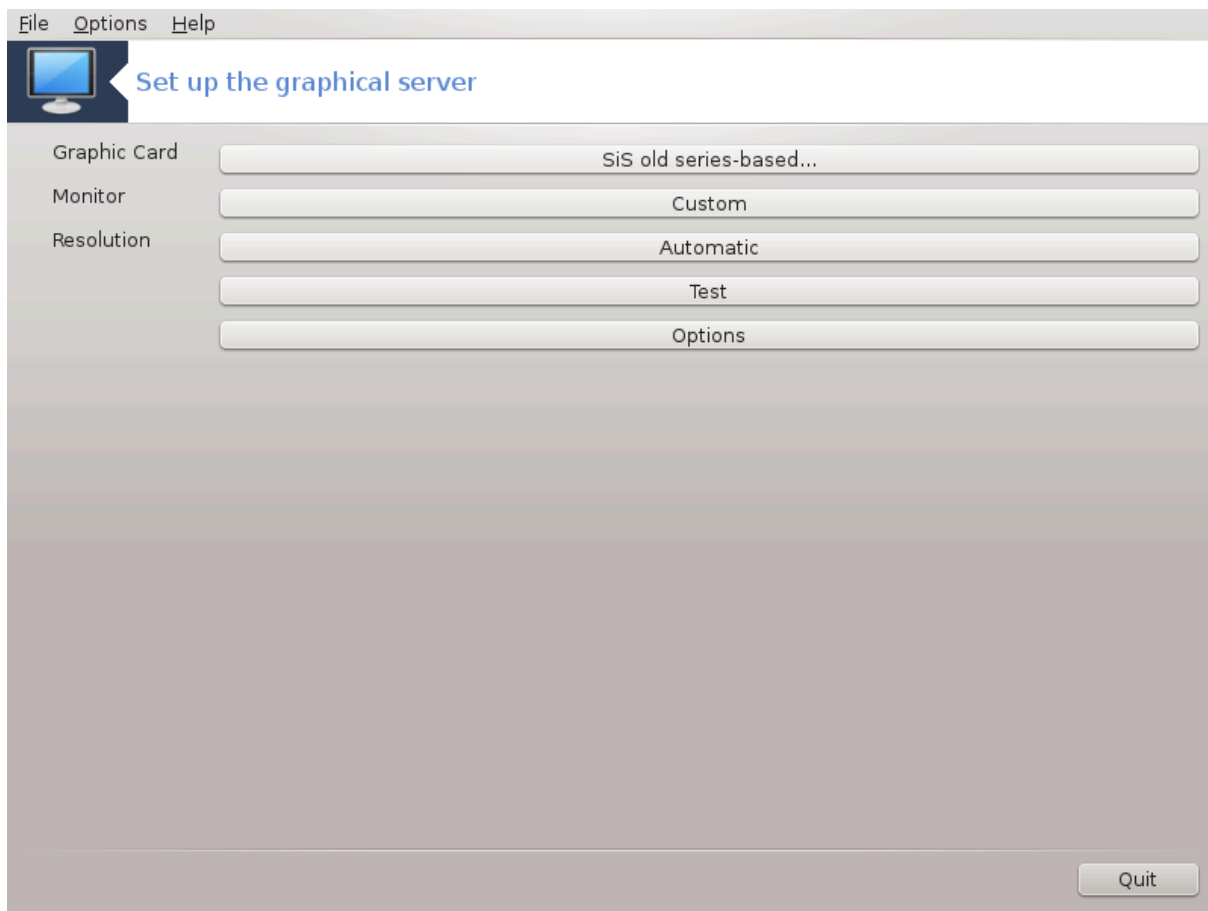 File Options Help
Set up the graphical server
Graphic Card SiS old series-based...
Monitor Custom
Resolution Automatic
Test
Options
Quit